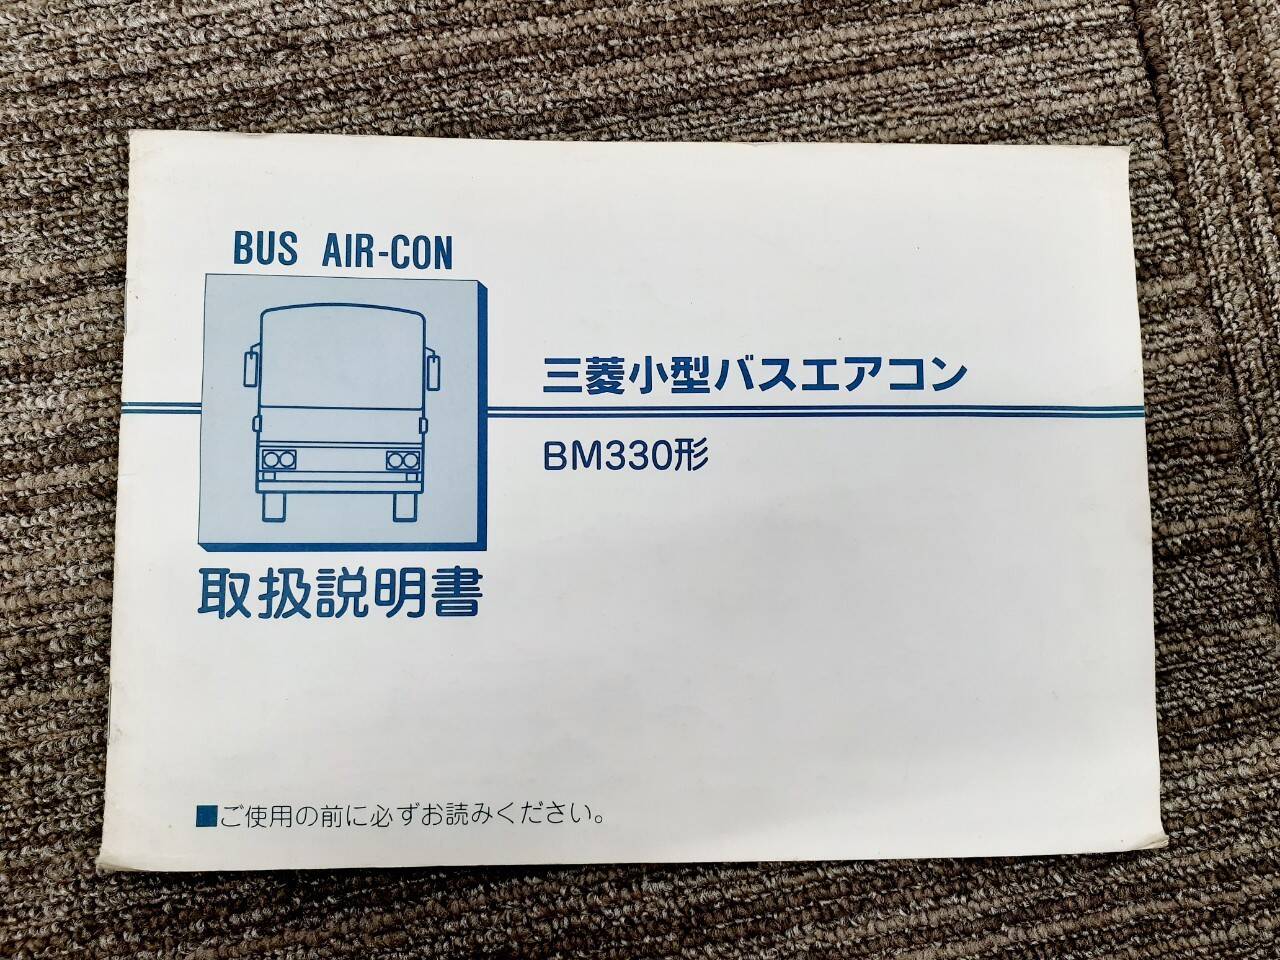 BUS AIR-CON
三菱小型バスエアコン
BM330形
取扱説明書
■ご使用の前に必ずお読みください。